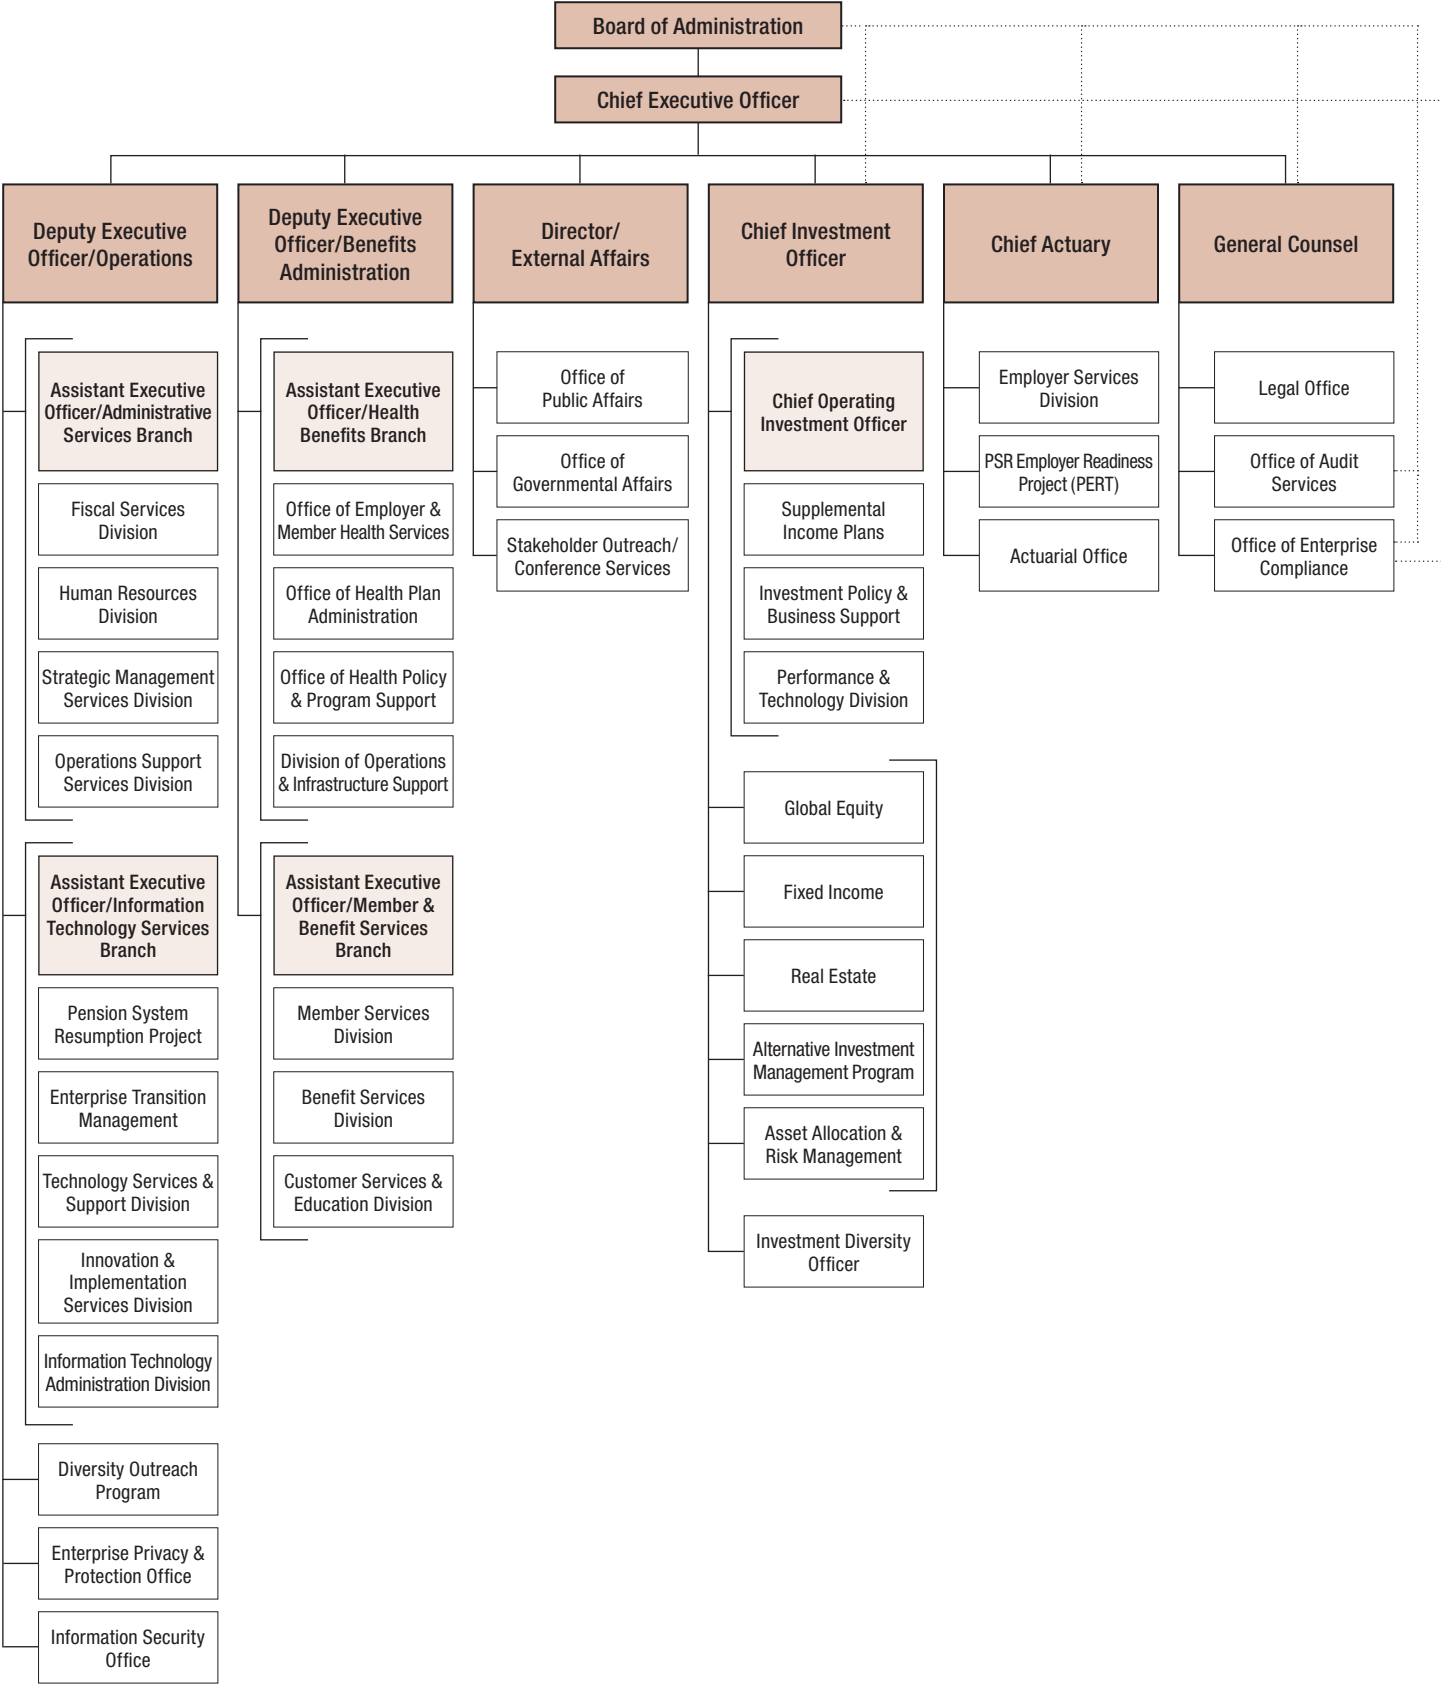 Board of Administration
Chief Executive Officer
Deputy Executive
Officer/Operations
Assistant Executive
Officer/Administrative
Services Branch
Fiscal Services
Division
Human Resources
Division
Strategic Management
Services Division
Operations Support
Services Division
Assistant Executive
Officer/Information
Technology Services
Branch
Pension System
Resumption Project
Enterprise Transition
Management
Technology Services &
Support Division
Innovation &
Implementation
Services Division
Information Technology
Administration Division
Diversity Outreach
Program
Enterprise Privacy &
Protection Office
Information Security
Office
Deputy Executive
Officer/Benefits
Administration
Assistant Executive
Officer/Health
Benefits Branch
Office of Employer &
Member Health Services
Office of Health Plan
Administration
Office of Health Policy
& Program Support
Division of Operations
& Infrastructure Support
Assistant Executive
Officer/Member &
Benefit Services
Branch
Member Services
Division
Benefit Services
Division
Customer Services &
Education Division
Director/
External Affairs
Office of
Public Affairs
Office of
Governmental Affairs
Stakeholder Outreach/
Conference Services
Chief Investment
Officer
Chief Operating
Investment Officer
Supplemental
Income Plans
Investment Policy &
Business Support
Performance &
Technology Division
Global Equity
Fixed Income
Real Estate
Alternative Investment
Management Program
Asset Allocation &
Risk Management
Investment Diversity
Officer
Chief Actuary
Employer Services
Division
PSR Employer Readiness
Project (PERT)
Actuarial Office
General Counsel
Legal Office
Office of Audit
Services
Office of Enterprise
Compliance